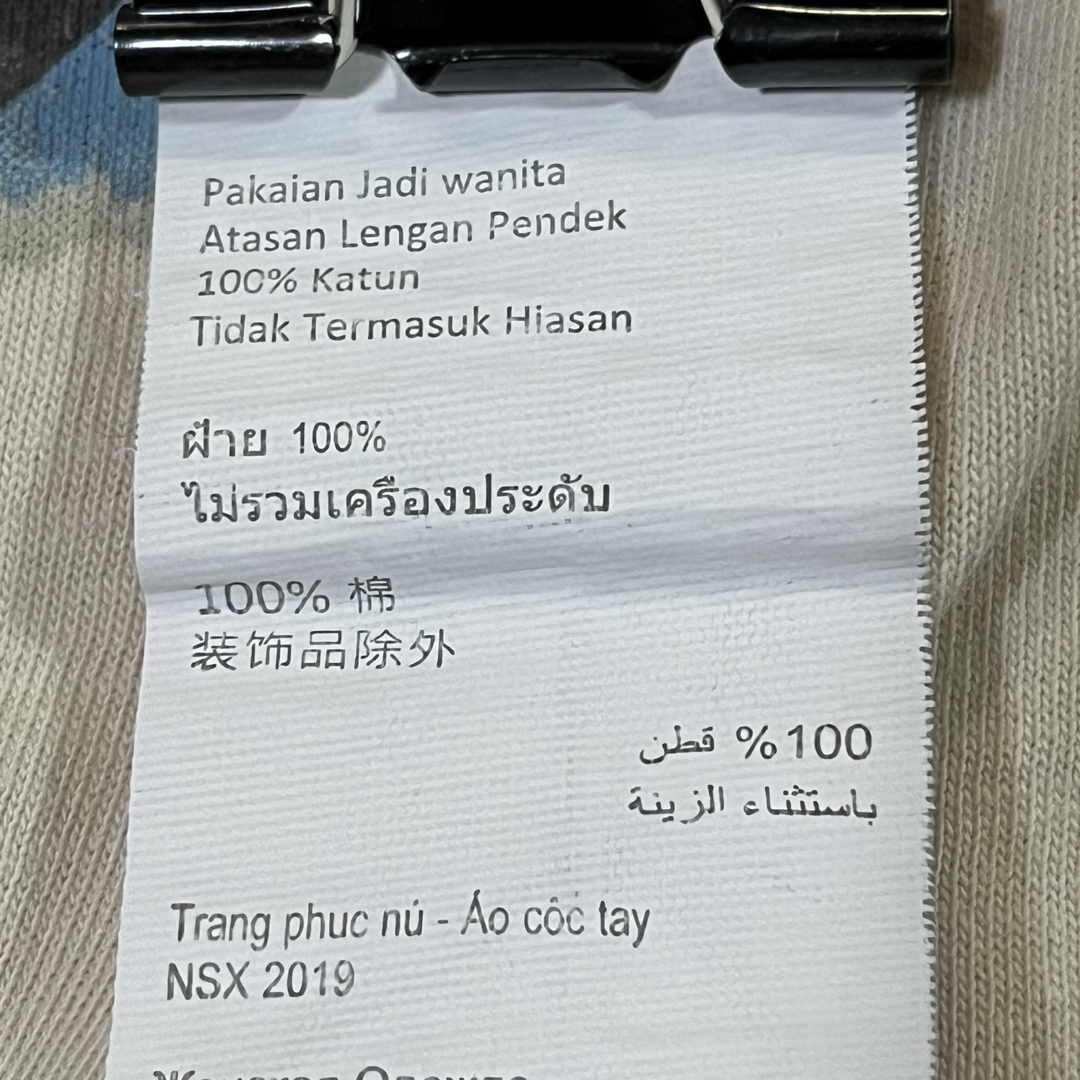 Pakaian Jadi wanita
Atasan Lengan Pendek
100% Katun
Tidak Termasuk Hiasan
ฝ้าย 100%
ไม่รวมเครื่องประดับ
100% 棉
装饰品除外
100% قطن
باستثناء الزينة
Trang phuc nú - Áo côć tay
NSX 2019